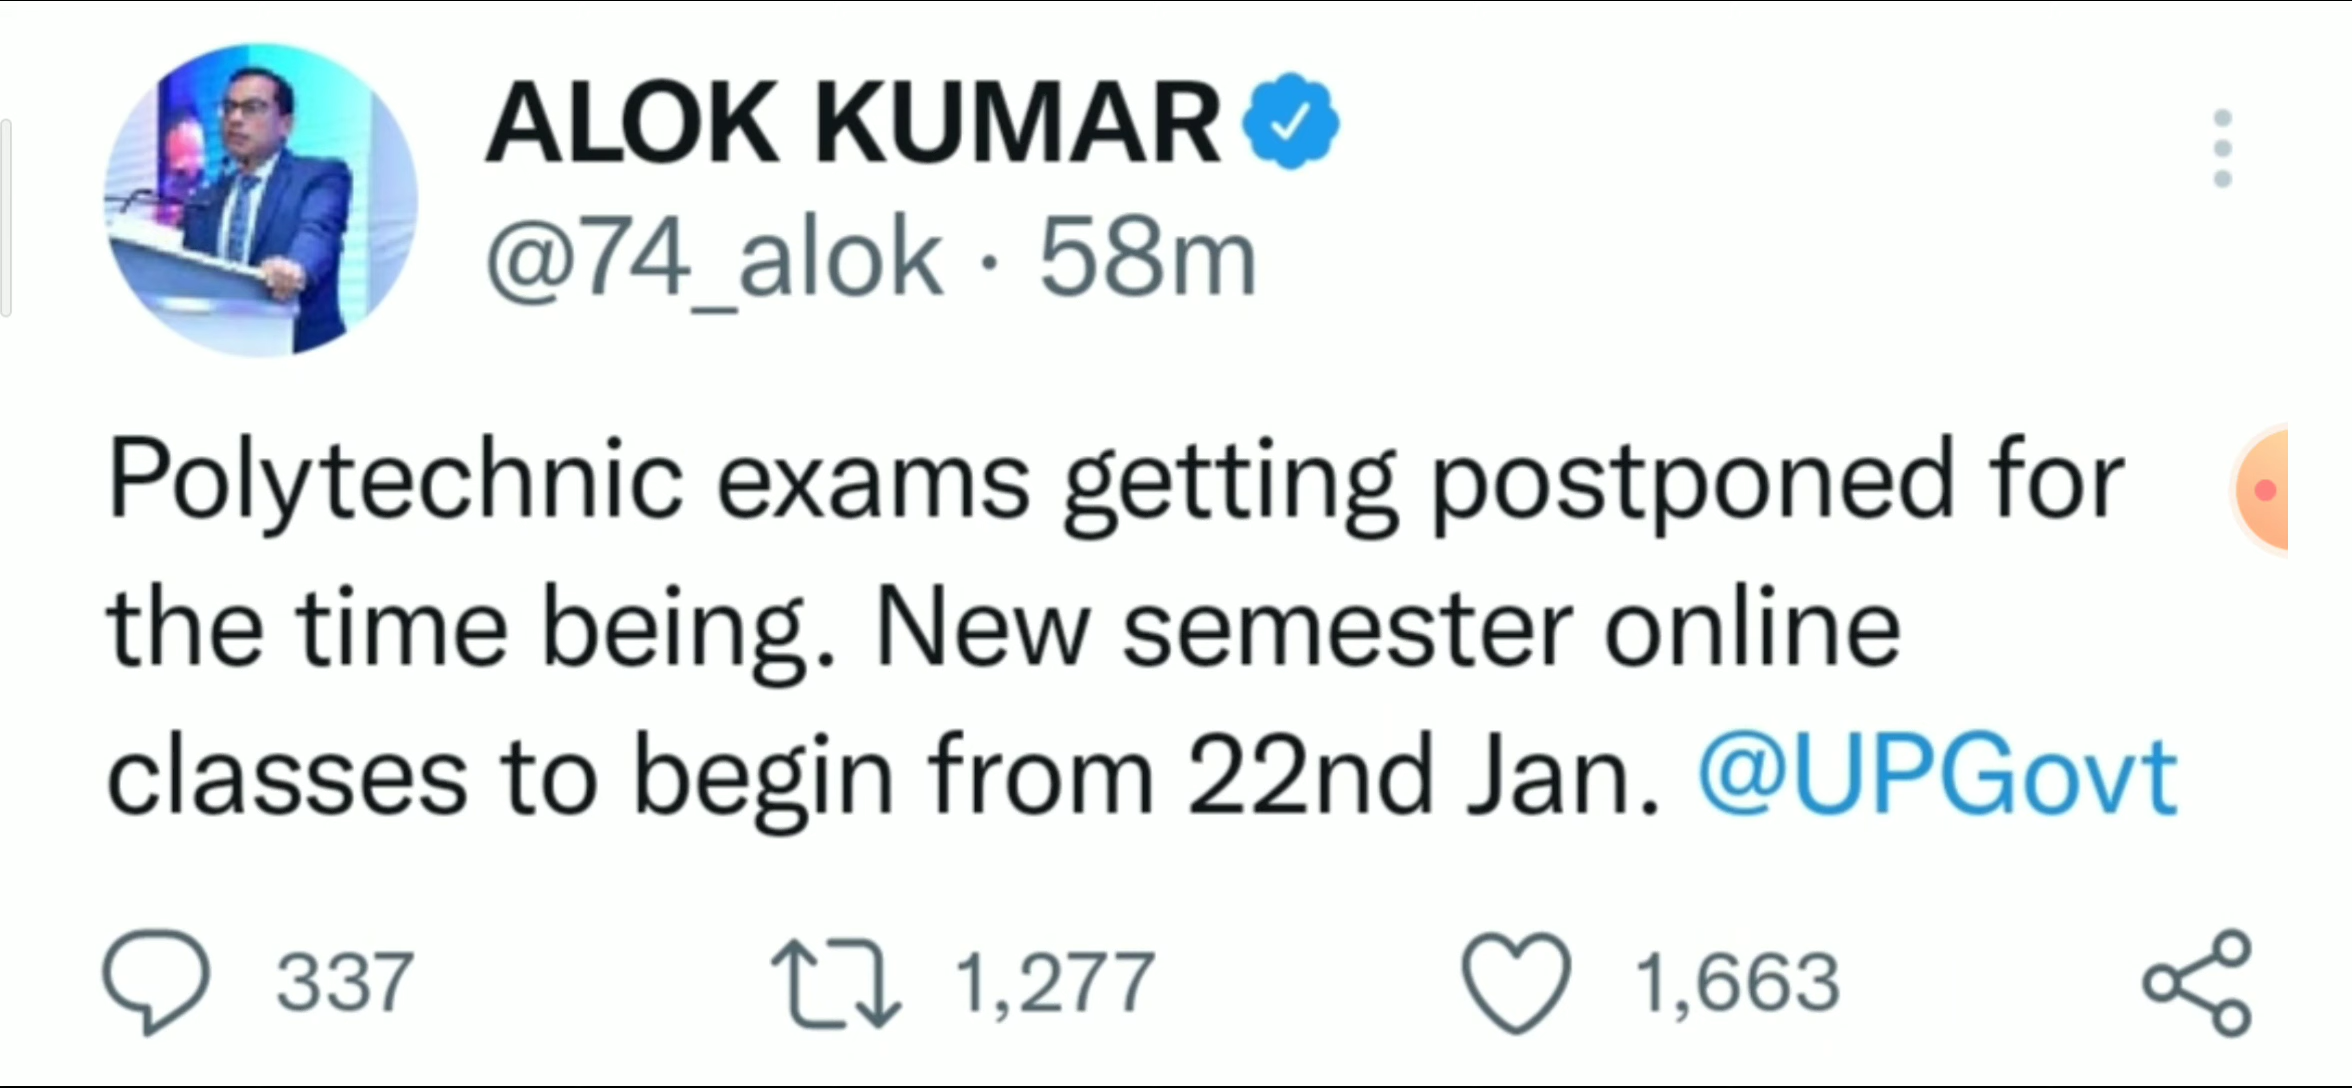 ALOK KUMAR
@74_alok · 58m
Polytechnic exams getting postponed for
the time being. New semester online
classes to begin from 22nd Jan. @UPGovt
337 1,277 1,663